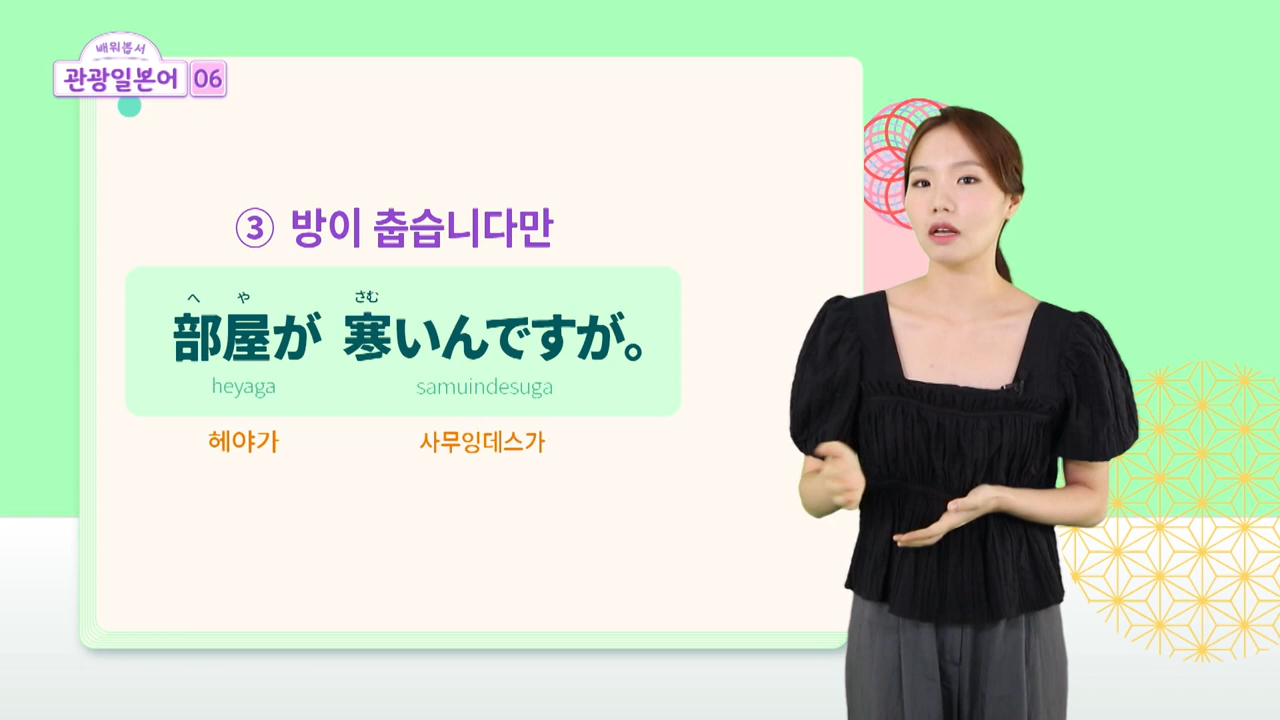 배워봅서
관광일본어 06
③ 방이 춥습니다만
へ や さむ
部屋が 寒いんですが。
heyaga samuindesuga
헤야가 사무잉데스가